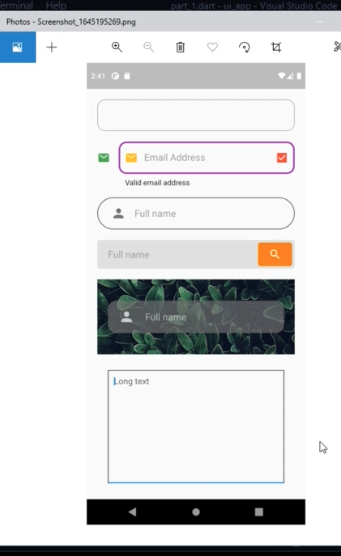 Terminal Help part_1.dart - ui_app - Visual Studio Code
Photos - Screenshot_1645195269.png
2:41
Email Address
Valid email address
Full name
Full name
Full name
Long text